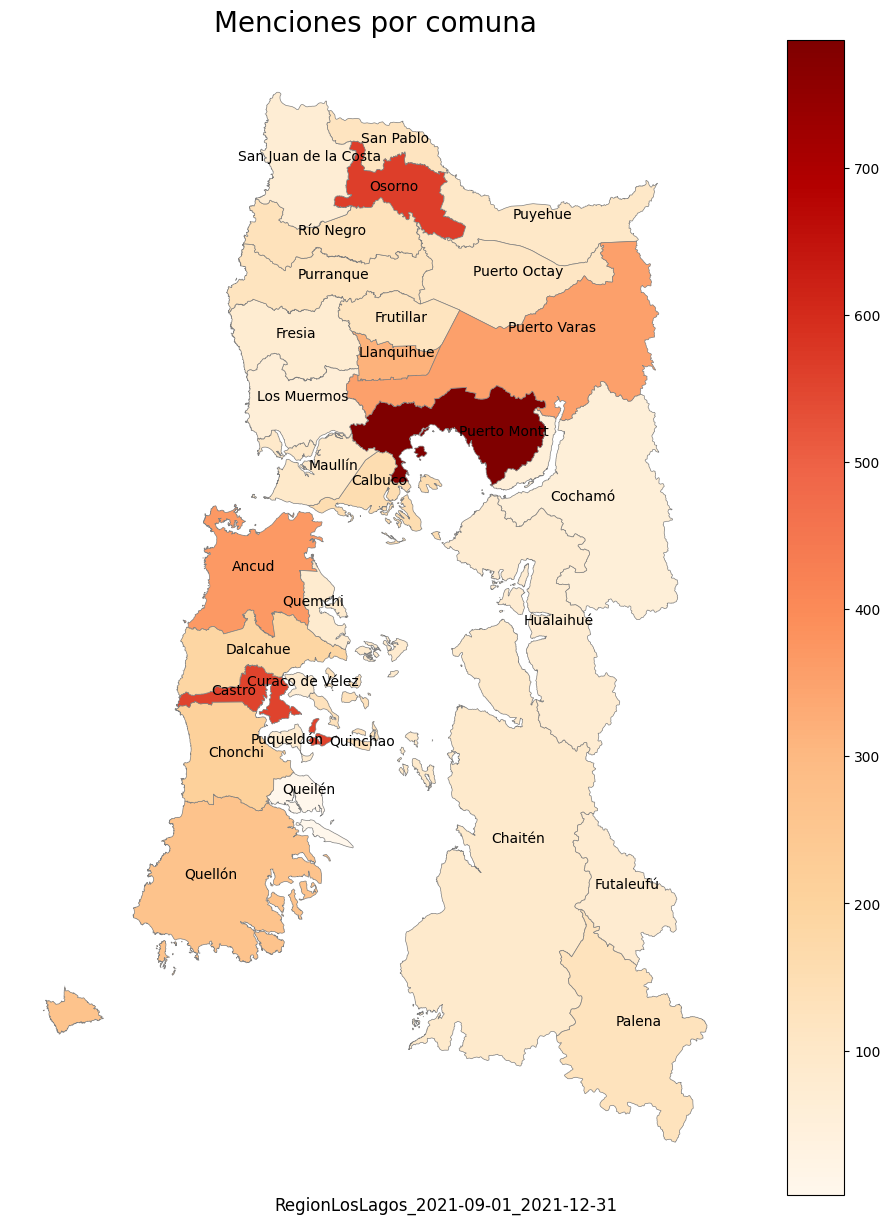 Menciones por comuna
San Pablo
San Juan de la Costa
Osorno
Puyehue
Río Negro
Puerto Octay
Purranque
Frutillar
Puerto Varas
Fresia
Llanquihue
Los Muermos
Puerto Montt
Maullín
Calbuco
Cochamó
Ancud
Quemchi
Hualaihué
Dalcahue
Curaco de Vélez
Castro
Puqueldón
Quinchao
Chonchi
Queilén
Chaitén
Quellón
Futaleufú
Palena
700
600
500
400
300
200
100
RegionLosLagos_2021-09-01_2021-12-31